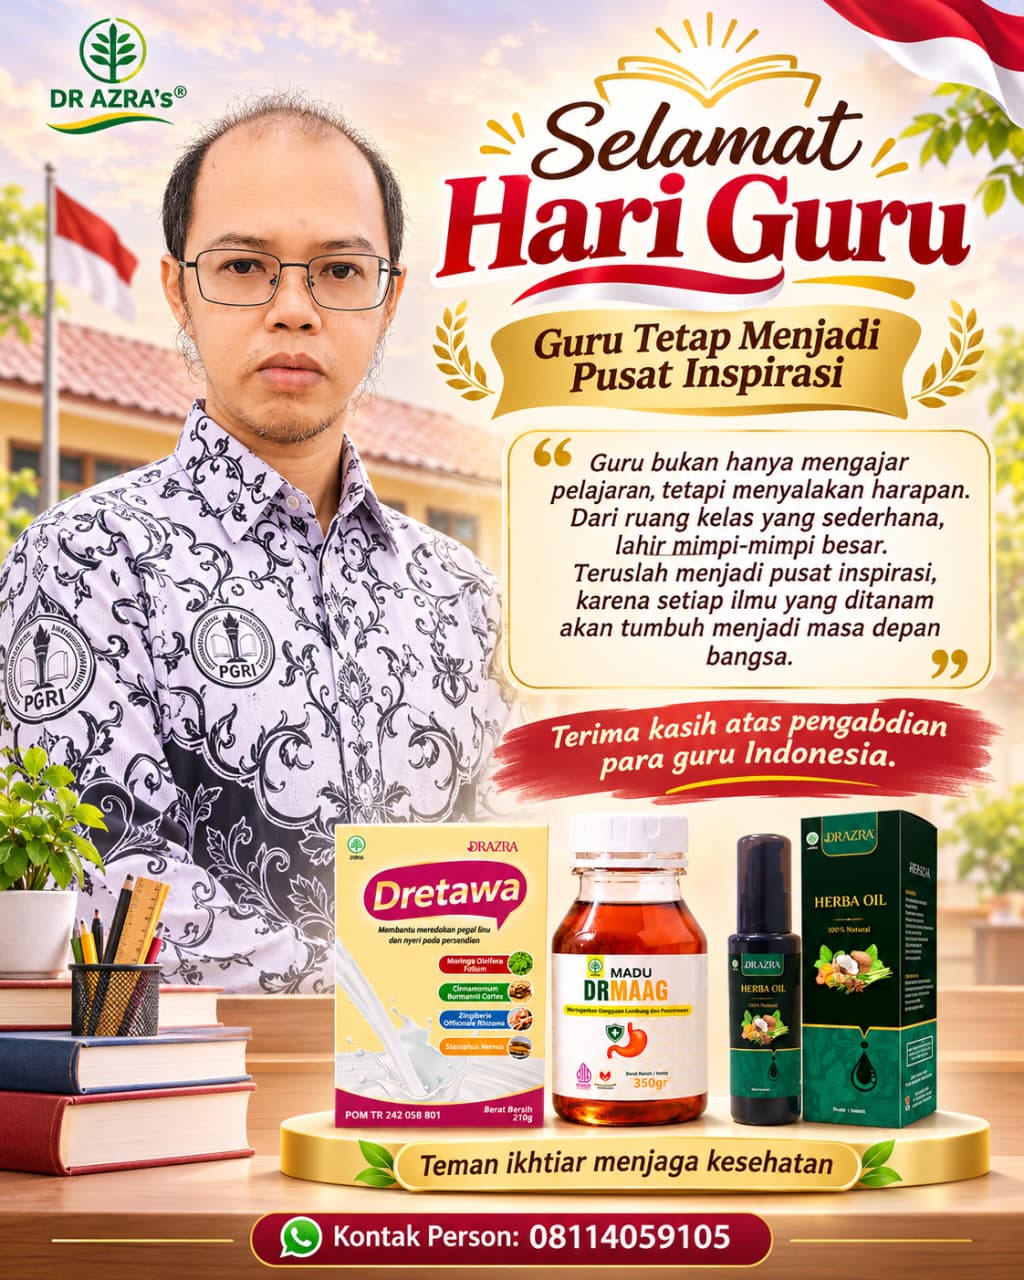 DR AZRA's®
Selamat
Hari Guru
Guru Tetap Menjadi
Pusat Inspirasi
“ Guru bukan hanya mengajar
pelajaran, tetapi menyalakan harapan.
Dari ruang kelas yang sederhana,
lahir mimpi-mimpi besar.
Teruslah menjadi pusat inspirasi,
karena setiap ilmu yang ditanam
akan tumbuh menjadi masa depan
bangsa. ”
Terima kasih atas pengabdian
para guru Indonesia.
PGRI
PGRI
DRAZRA
Dretawa
Membantu meredakan pegal linu
dan nyeri pada persendian
Moringa Oleifera
Folium
Cinnamomum
Burmannii Cortex
Zingiberis
Officinale Rhizoma
POM TR 242 058 801
Berat Bersih
210g
MADU
DRMAAG
350gr
DRAZRA
HERBA OIL
100% Natural
DRAZRA
HERBA OIL
100% Natural
Teman ikhtiar menjaga kesehatan
Kontak Person: 08114059105